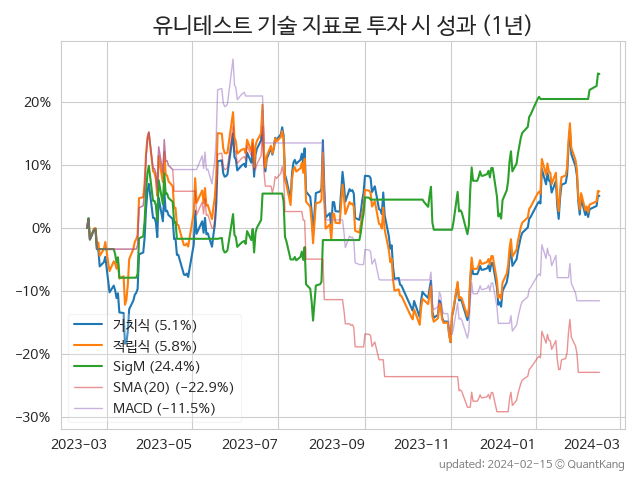 유니테스트 기술 지표로 투자 시 성과 (1년)
20%
10%
0%
−10%
−20%
−30%
거치식 (5.1%)
적립식 (5.8%)
SigM (24.4%)
SMA(20) (−22.9%)
MACD (−11.5%)
2023-03 2023-05 2023-07 2023-09 2023-11 2024-01 2024-03
updated: 2024-02-15 © QuantKang